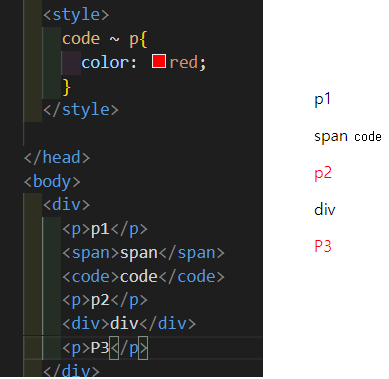 <style>
code ~ p{
color: red;
}
</style>
</head>
<body>
<div>
<p>p1</p>
<span>span</span>
<code>code</code>
<p>p2</p>
<div>div</div>
<p>P3</p>
</div>
p1
span code
p2
div
P3